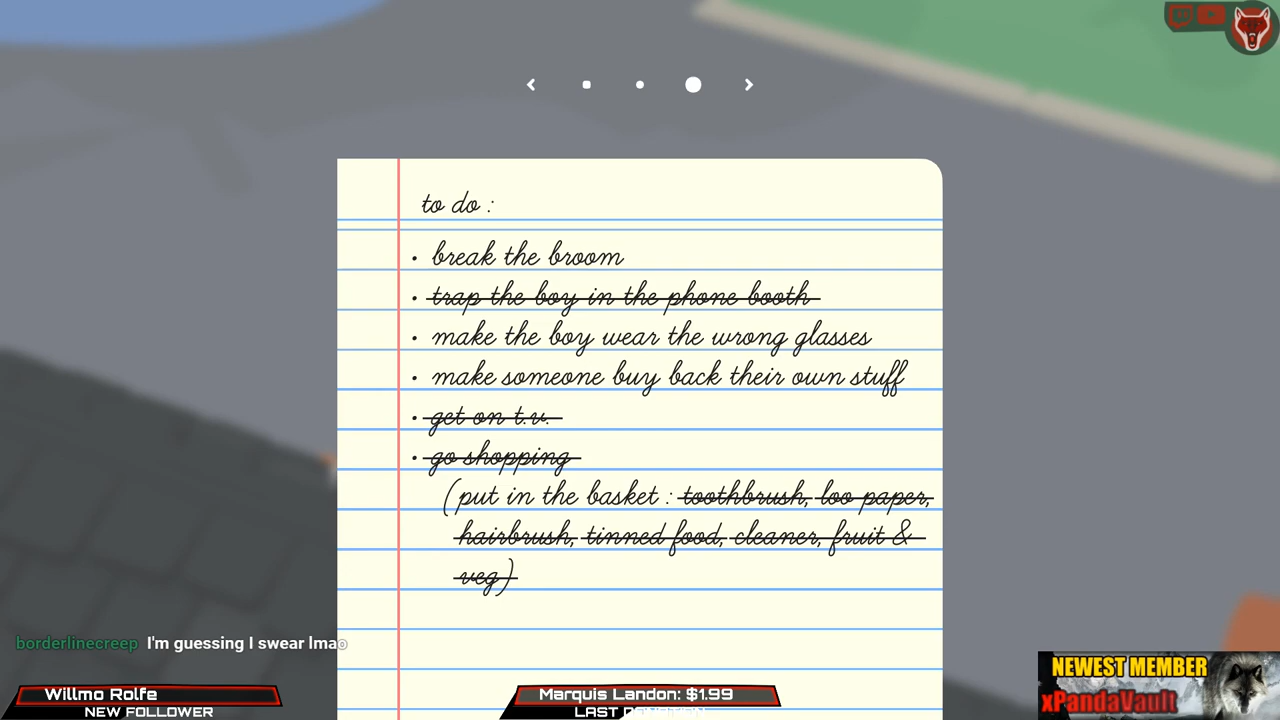 to do :
• break the broom
• trap the boy in the phone booth
• make the boy wear the wrong glasses
• make someone buy back their own stuff
• get on t.v.
• go shopping
(put in the basket : toothbrush, loo paper,
hairbrush, tinned food, cleaner, fruit &
veg)
borderlinecreep I'm guessing I swear lmao
Willmo Rolfe
NEW FOLLOWER
Marquis Landon: $1.99
LAST DONATION
NEWEST MEMBER
xPandaVault